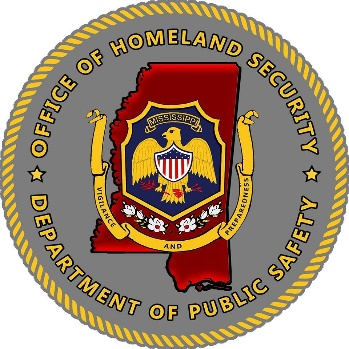 OFFICE OF HOMELAND SECURITY
MISSISSIPPI
VIGILANCE
AND
PREPAREDNESS
DEPARTMENT OF PUBLIC SAFETY